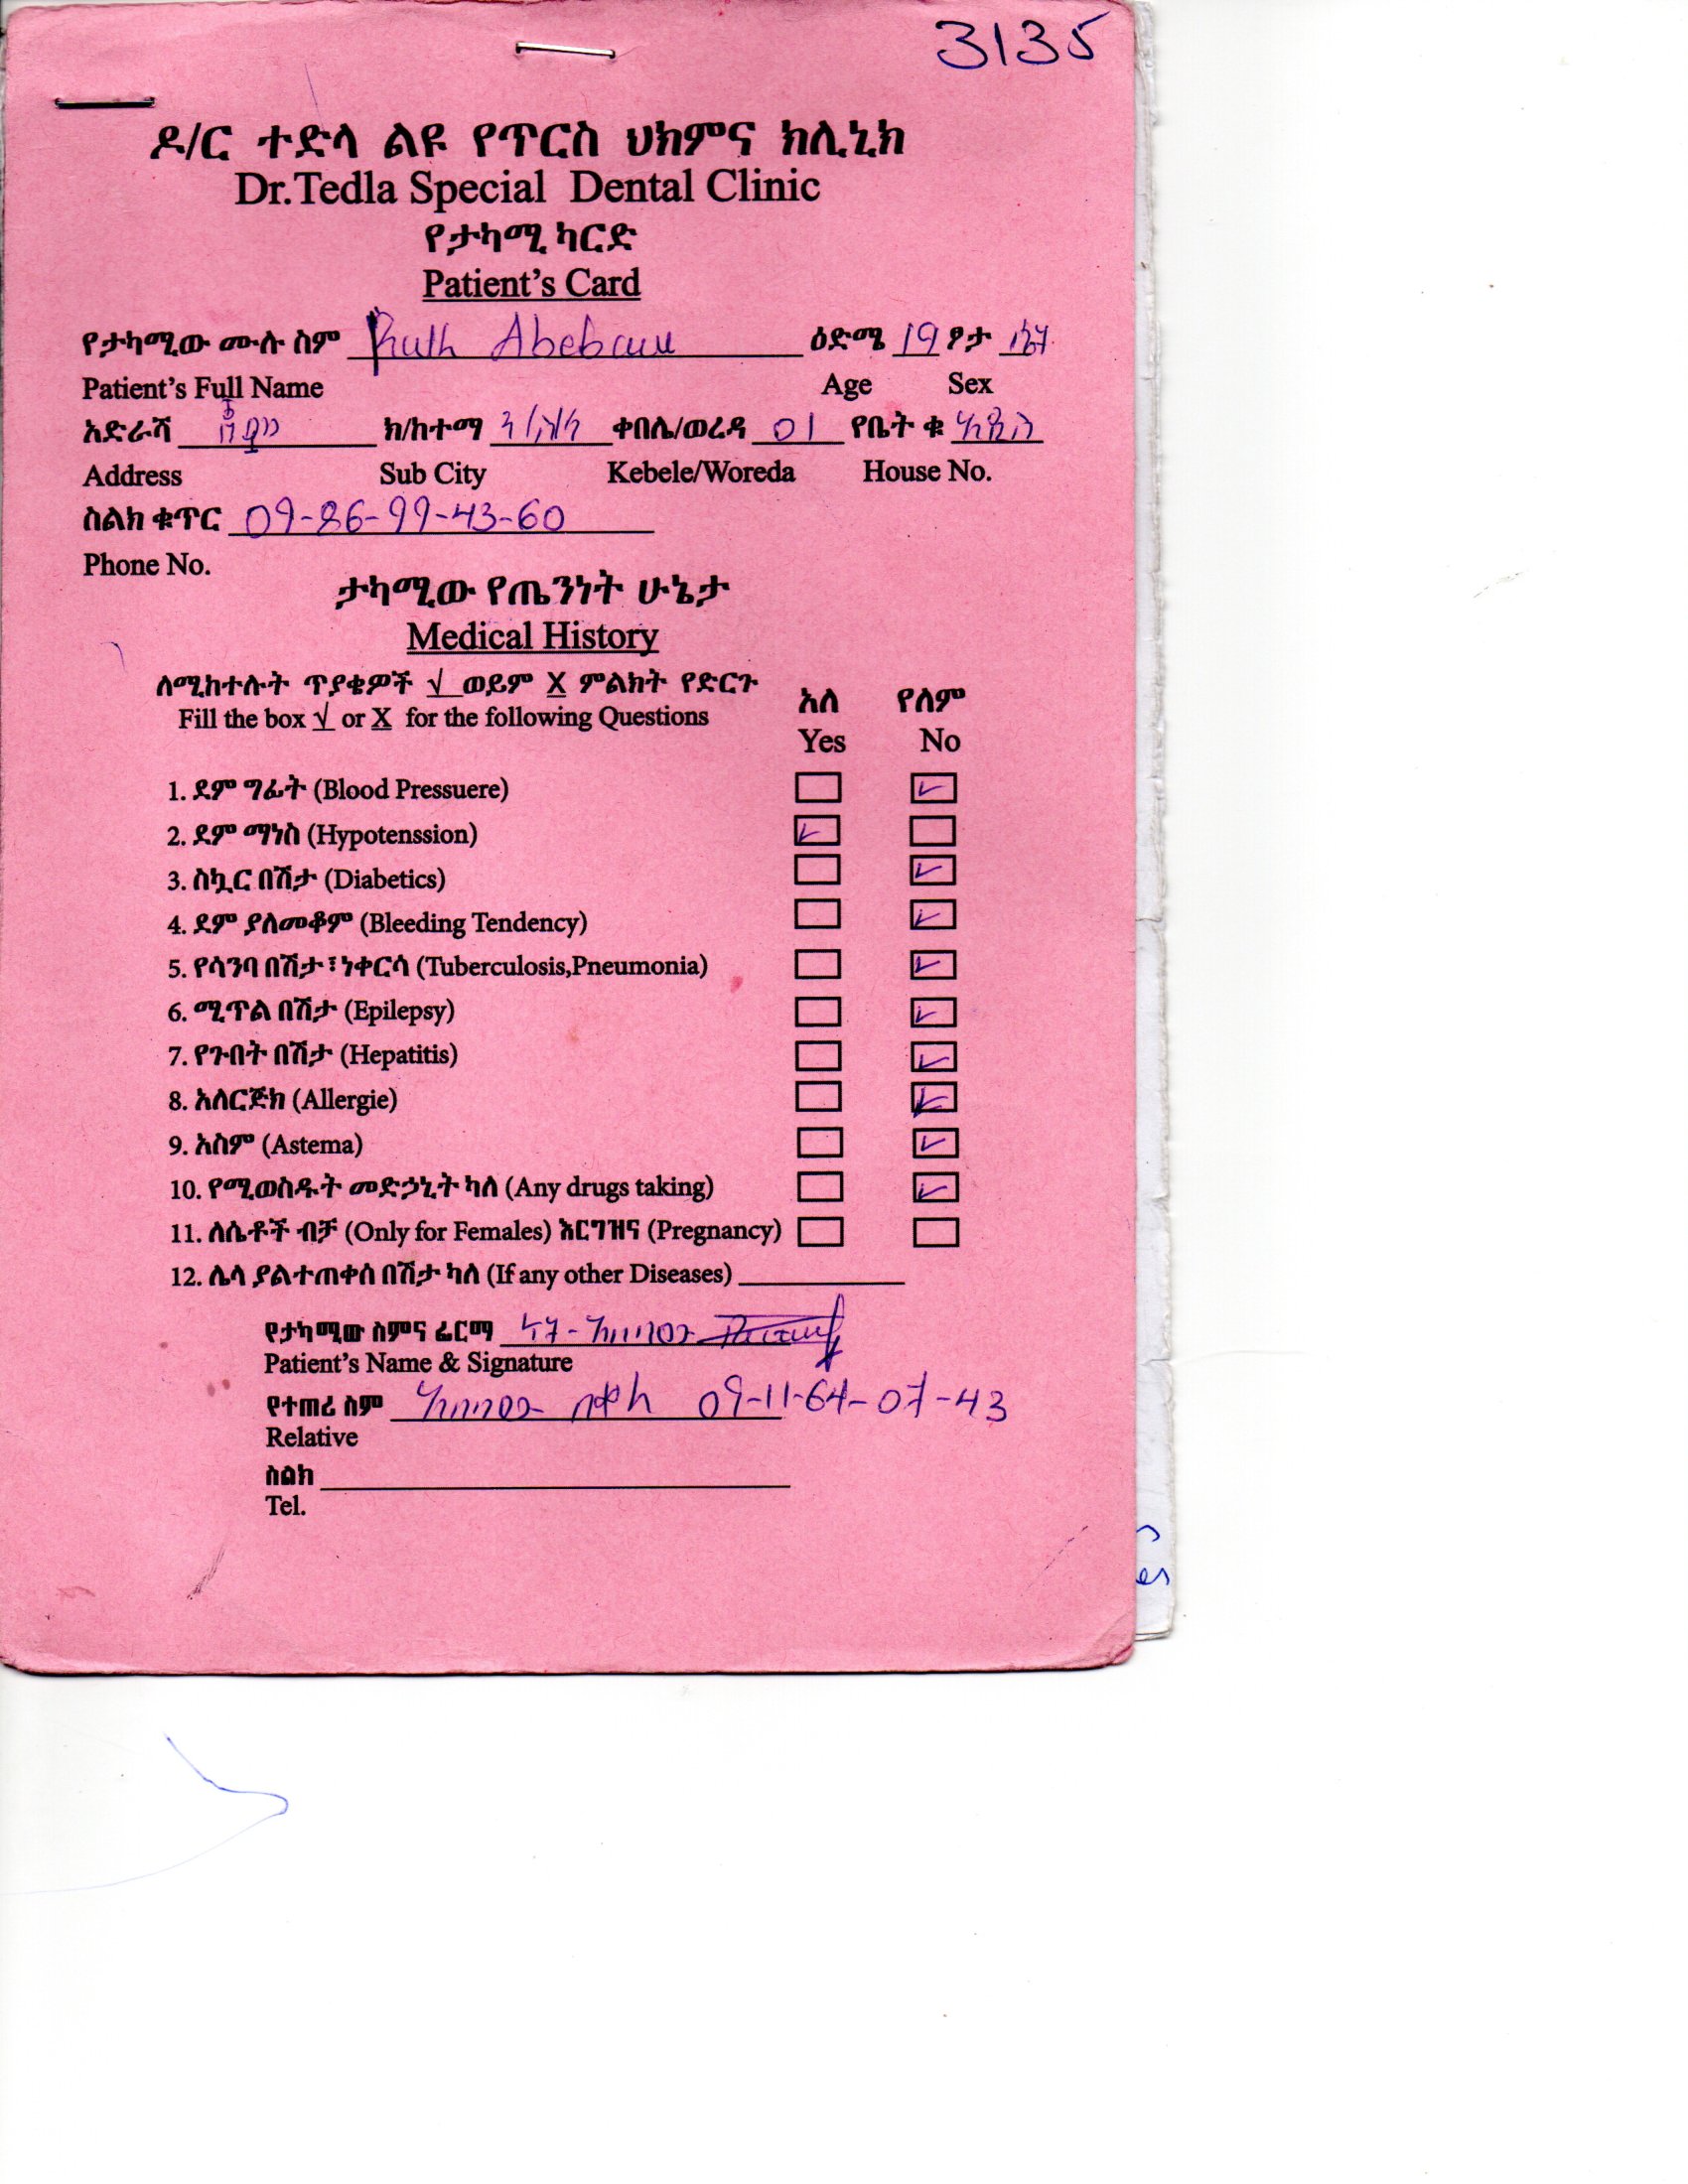 3135
ዶ/ር ተድላ ልዩ የጥርስ ህክምና ክሊኒክ
Dr.Tedla Special Dental Clinic
የታካሚ ካርድ
Patient's Card
የታካሚው ሙሉ ስም Ruth Abebaw ዕድሜ 19 ፆታ ሴት
Patient's Full Name Age Sex
አድራሻ ክ/ከተማ ቀበሌ/ወረዳ 01 የቤት ቁ አዲስ
Address Sub City Kebele/Woreda House No.
ስልክ ቁጥር 09-86-99-43-60
Phone No.
ታካሚው የጤንነት ሁኔታ
Medical History
ለሚከተሉት ጥያቄዎች √ ወይም X ምልክት የድርጉ
Fill the box √ or X for the following Questions
አለ የለም
Yes No
1. ደም ግፊት (Blood Pressuere) ✓
2. ደም ማነስ (Hypotenssion) ✓
3. ስኳር በሽታ (Diabetics) ✓
4. ደም ያለመቆም (Bleeding Tendency) ✓
5. የሳንባ በሽታ፣ነቀርሳ (Tuberculosis,Pneumonia) ✓
6. ሚጥል በሽታ (Epilepsy) ✓
7. የጉበት በሽታ (Hepatitis) ✓
8. አለርጅክ (Allergie) ✓
9. አስም (Astema) ✓
10. የሚወስዱት መድኃኒት ካለ (Any drugs taking) ✓
11. ለሴቶች ብቻ (Only for Females) እርግዝና (Pregnancy)
12. ሌላ ያልተጠቀሰ በሽታ ካለ (If any other Diseases)
የታካሚው ስምና ፊርማ ሩት አበባው
Patient's Name & Signature
የተጠሪ ስም አበባው በቀለ 09-11-64-07-43
Relative
ስልክ
Tel.